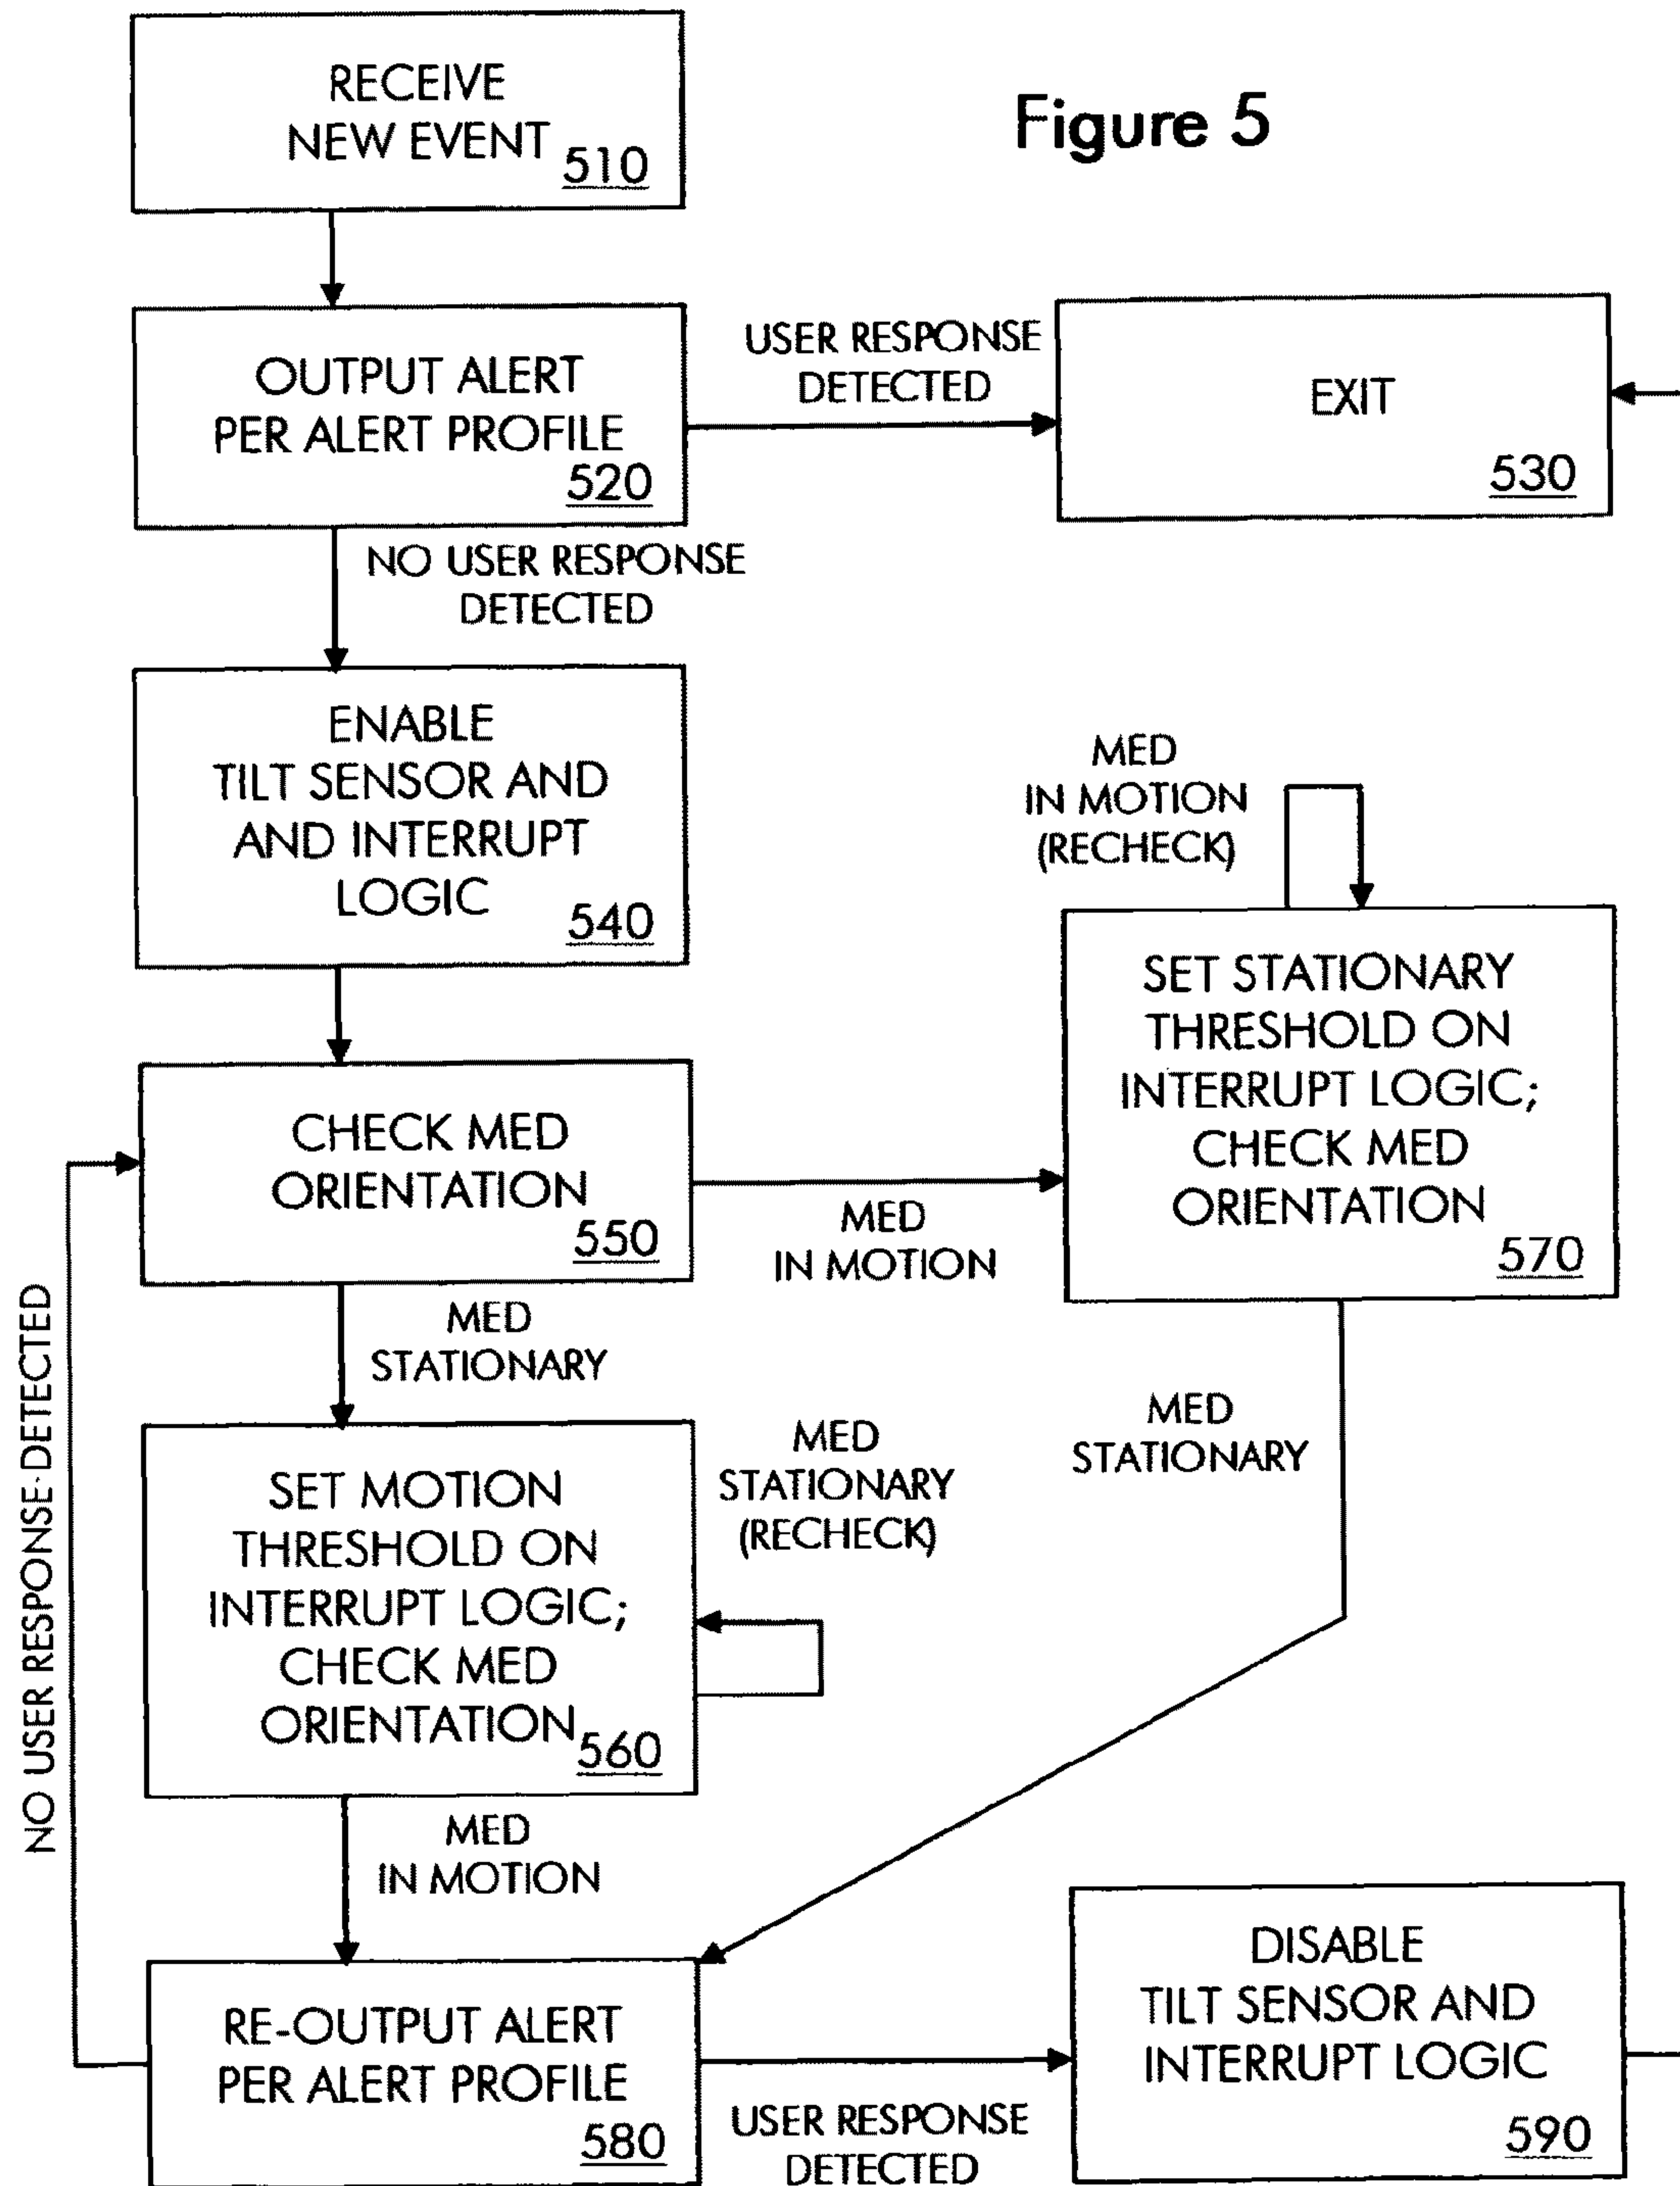 Figure 5
RECEIVE
NEW EVENT
510
OUTPUT ALERT
PER ALERT PROFILE
520
USER RESPONSE
DETECTED
EXIT
530
NO USER RESPONSE
DETECTED
ENABLE
TILT SENSOR AND
AND INTERRUPT
LOGIC
540
MED
IN MOTION
(RECHECK)
SET STATIONARY
THRESHOLD ON
INTERRUPT LOGIC;
CHECK MED
ORIENTATION
570
CHECK MED
ORIENTATION
550
MED
IN MOTION
MED
STATIONARY
MED
STATIONARY
SET MOTION
THRESHOLD ON
INTERRUPT LOGIC;
CHECK MED
ORIENTATION
560
MED
STATIONARY
(RECHECK)
NO USER RESPONSE-DETECTED
MED
IN MOTION
RE-OUTPUT ALERT
PER ALERT PROFILE
580
USER RESPONSE
DETECTED
DISABLE
TILT SENSOR AND
INTERRUPT LOGIC
590